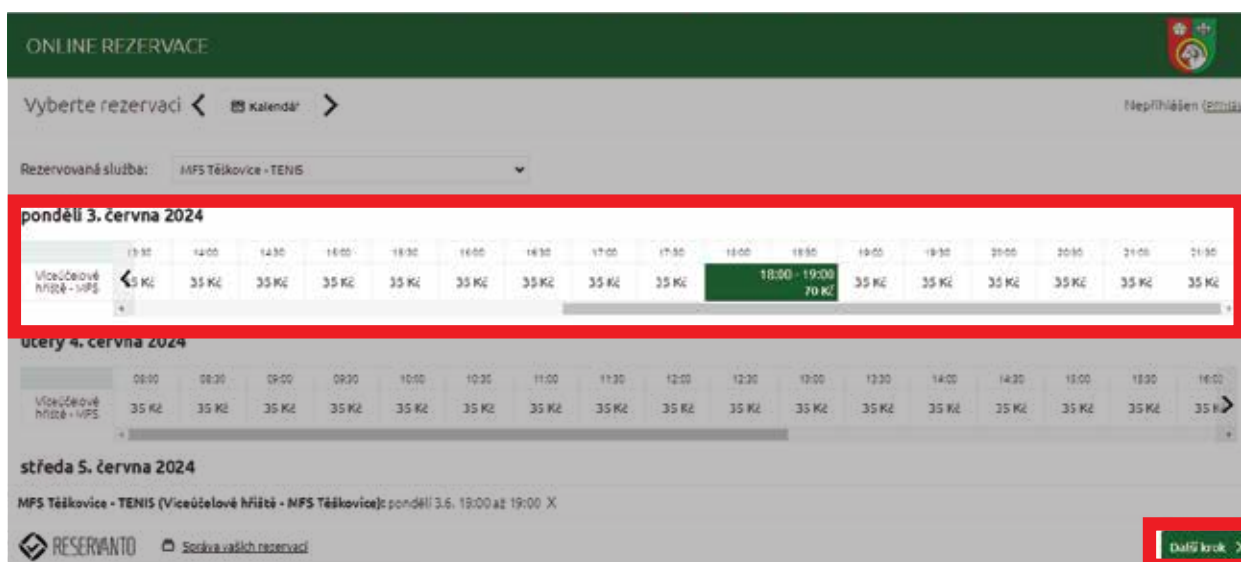 ONLINE REZERVACE
Vyberte rezervaci Kalendář
Nepřihlášen
Rezervovaná služba: MFS Těškovice - TENIS
pondělí 3. června 2024
13:30 14:00 14:30 15:00 15:30 16:00 16:30 17:00 17:30 18:00 18:30 19:00 19:30 20:00 20:30 21:00 21:30
Víceúčelové hřiště - MFS
35 Kč 35 Kč 35 Kč 35 Kč 35 Kč 35 Kč 35 Kč 35 Kč 18:00 - 19:00 35 Kč 35 Kč 35 Kč 35 Kč 35 Kč 35 Kč
70 Kč
úterý 4. června 2024
08:00 08:30 09:00 09:30 10:00 10:30 11:00 11:30 12:00 12:30 13:00 13:30 14:00 14:30 15:00 15:30 16:00
Víceúčelové hřiště - MFS
35 Kč 35 Kč 35 Kč 35 Kč 35 Kč 35 Kč 35 Kč 35 Kč 35 Kč 35 Kč 35 Kč 35 Kč 35 Kč 35 Kč 35 Kč 35 Kč 35
středa 5. června 2024
MFS Těškovice - TENIS (Víceúčelové hřiště - MFS Těškovice): pondělí 3.6. 18:00 až 19:00 X
RESERVANTO Správa vašich rezervací
Další krok